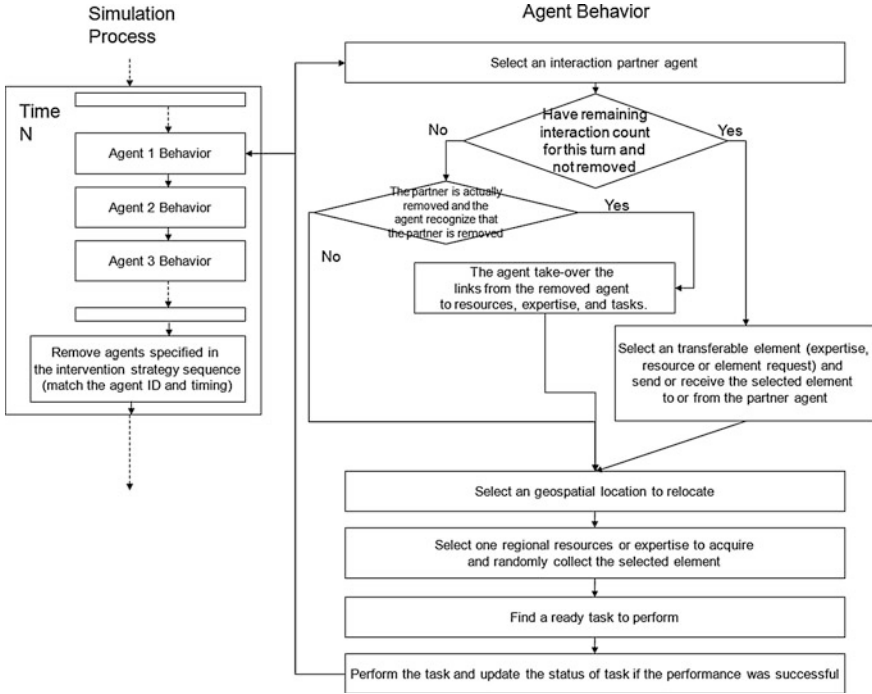 Simulation
Process
Agent Behavior
Time
N
Agent 1 Behavior
Agent 2 Behavior
Agent 3 Behavior
Remove agents specified in
the intervention strategy sequence
(match the agent ID and timing)
Select an interaction partner agent
Have remaining
interaction count
for this turn and
not removed
No
Yes
The partner is actually
removed and the
agent recognize that
the partner is removed
Yes
No
The agent take-over the
links from the removed agent
to resources, expertise, and tasks.
Select an transferable element (expertise,
resource or element request) and
send or receive the selected element
to or from the partner agent
Select an geospatial location to relocate
Select one regional resources or expertise to acquire
and randomly collect the selected element
Find a ready task to perform
Perform the task and update the status of task if the performance was successful